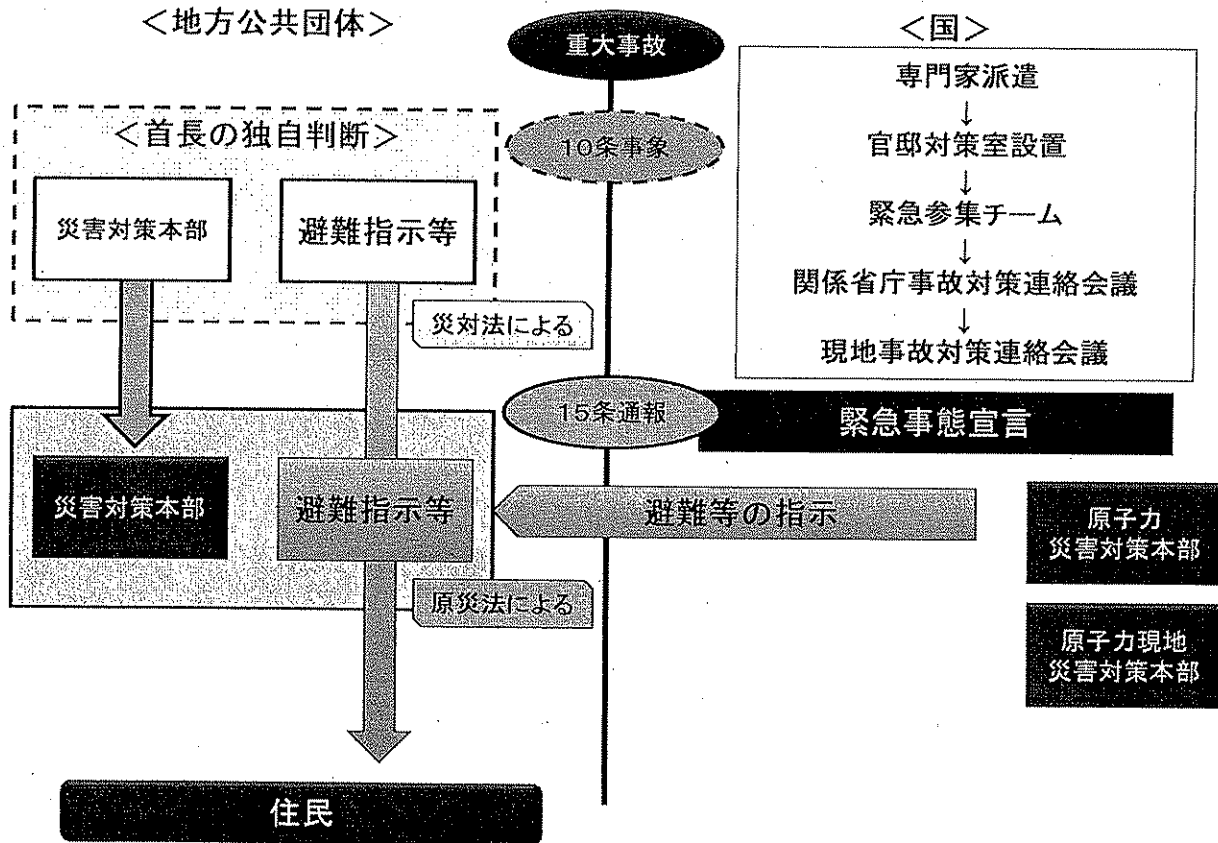 <地方公共団体>
重大事故
<国>
<首長の独自判断>
災害対策本部
避難指示等
災対法による
10条事象
専門家派遣
↓
官邸対策室設置
↓
緊急参集チーム
↓
関係省庁事故対策連絡会議
↓
現地事故対策連絡会議
15条通報
緊急事態宣言
災害対策本部
避難指示等
避難等の指示
原子力
災害対策本部
原災法による
原子力現地
災害対策本部
住民